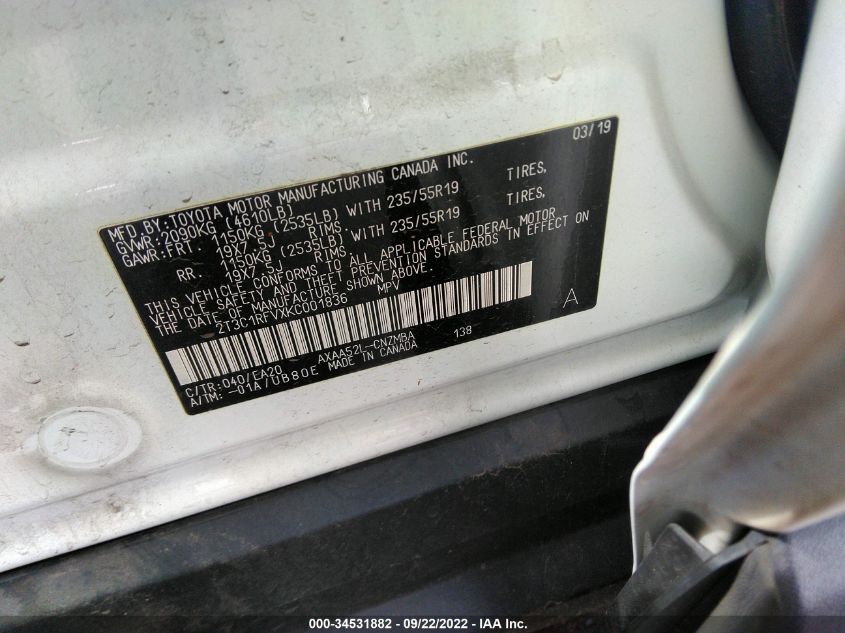 03/19
MFD.BY:TOYOTA MOTOR MANUFACTURING CANADA INC.
GVWR:2090KG(4610LB)
GAWR:FRT. 1150KG(2535LB) WITH 235/55R19 TIRES,
19X7.5J RIMS.
RR. 1150KG(2535LB) WITH 235/55R19 TIRES,
19X7.5J RIMS.
THIS VEHICLE CONFORMS TO ALL APPLICABLE FEDERAL MOTOR
VEHICLE SAFETY AND THEFT PREVENTION STANDARDS IN EFFECT ON
THE DATE OF MANUFACTURE SHOWN ABOVE.
2T3C1RFVXKC001836 MPV
A
C/TR:040/EA20 AXAA52L-CNZMBA 138
A/TM:-01A/UB80E MADE IN CANADA
000-34531882 - 09/22/2022 - IAA Inc.